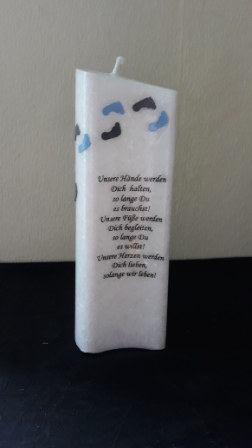 Unsere Hände werden
Dich halten,
so lange Du
es brauchst!
Unsere Füße werden
Dich begleiten,
so lange Du
es willst!
Unsere Herzen werden
Dich lieben,
solange wir leben!